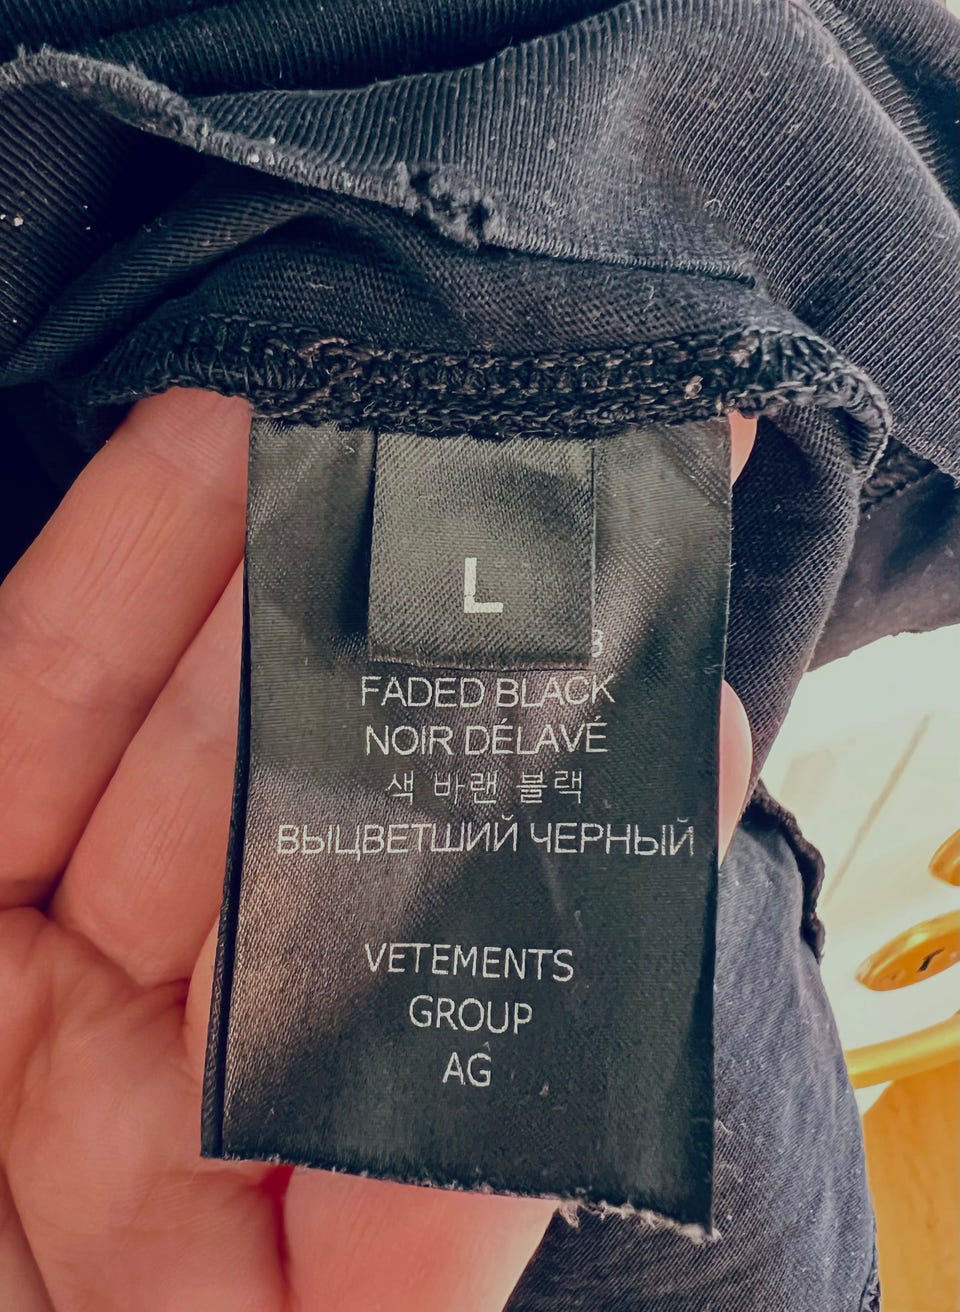 L
FADED BLACK
NOIR DÉLAVÉ
색 바랜 블랙
ВЫЦВЕТШИЙ ЧЕРНЫЙ
VETEMENTS
GROUP
AG